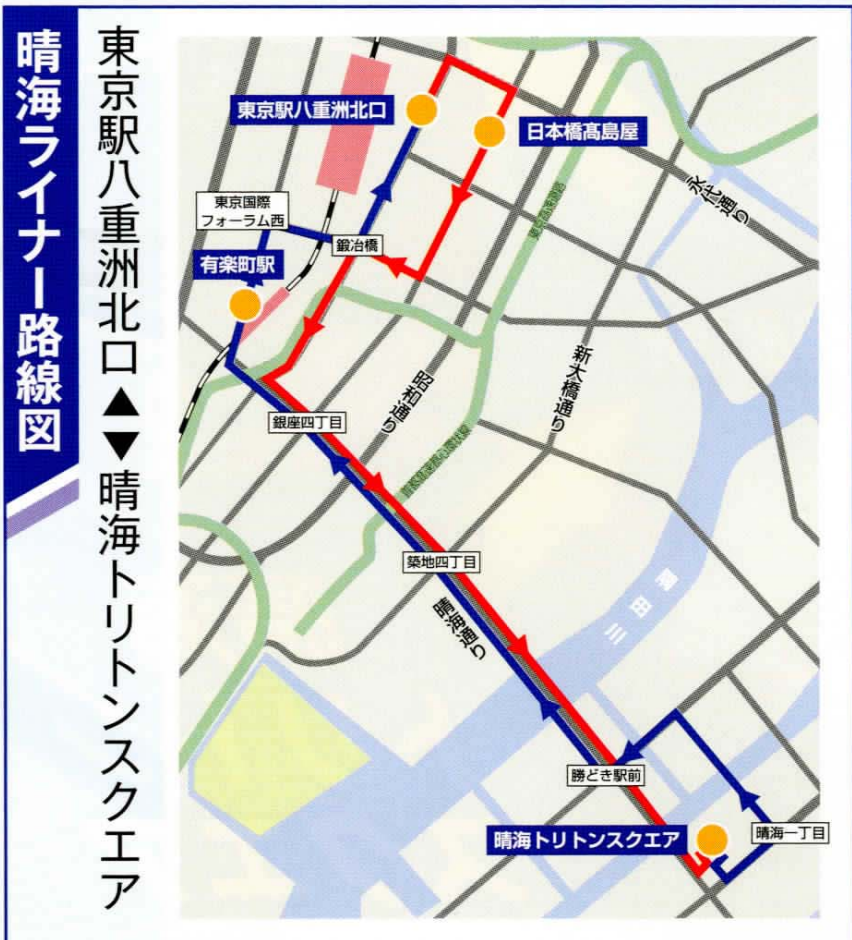 晴海ライナー路線図
東京駅八重洲北口▲▼晴海トリトンスクエア
東京駅八重洲北口
日本橋髙島屋
永代通り
東京国際
フォーラム西
鍛冶橋
有楽町駅
昭和通り
新大橋通り
銀座四丁目
築地四丁目
晴海通り
隅田川
勝どき駅前
晴海トリトンスクエア
晴海一丁目